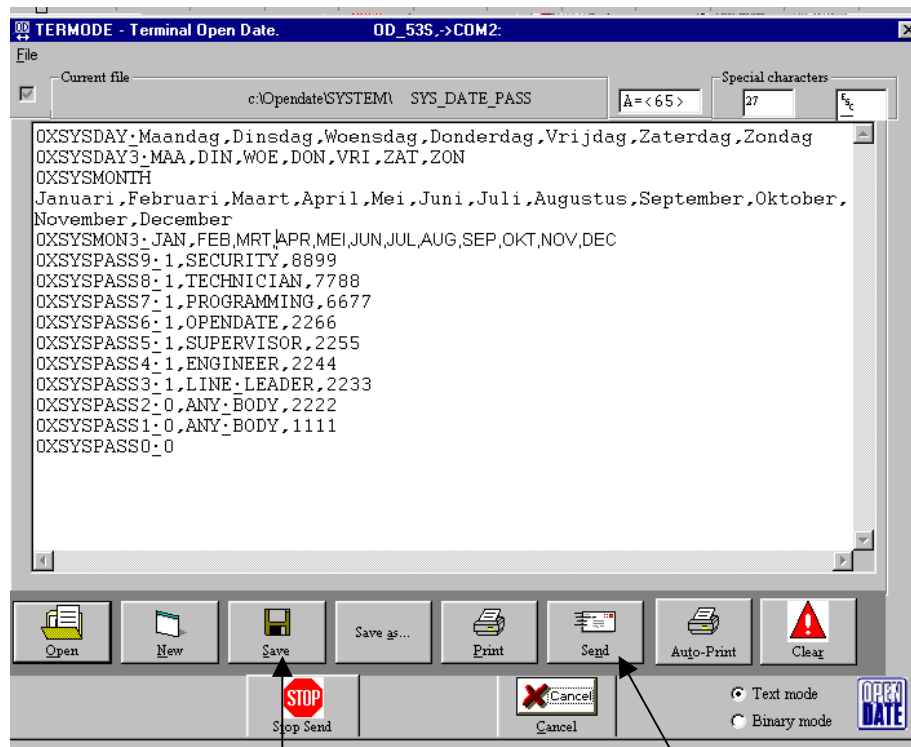 TERMODE - Terminal Open Date. OD_53S,->COM2:
File
Current file
c:\Opendate\SYSTEM\ SYS_DATE_PASS
A=<65>
Special characters
27
ESC
0XSYSDAY·Maandag,Dinsdag,Woensdag,Donderdag,Vrijdag,Zaterdag,Zondag
0XSYSDAY3·MAA,DIN,WOE,DON,VRI,ZAT,ZON
0XSYSMONTH
Januari,Februari,Maart,April,Mei,Juni,Juli,Augustus,September,Oktober,
November,December
0XSYSMON3·JAN,FEB,MRT,APR,MEI,JUN,JUL,AUG,SEP,OKT,NOV,DEC
0XSYSPASS9·1,SECURITY,8899
0XSYSPASS8·1,TECHNICIAN,7788
0XSYSPASS7·1,PROGRAMMING,6677
0XSYSPASS6·1,OPENDATE,2266
0XSYSPASS5·1,SUPERVISOR,2255
0XSYSPASS4·1,ENGINEER,2244
0XSYSPASS3·1,LINE·LEADER,2233
0XSYSPASS2·0,ANY·BODY,2222
0XSYSPASS1·0,ANY·BODY,1111
0XSYSPASS0·0
Open
New
Save
Save as...
Print
Send
Auto-Print
Clear
STOP
Stop Send
Cancel
Cancel
Text mode
Binary mode
OPEN
DATE